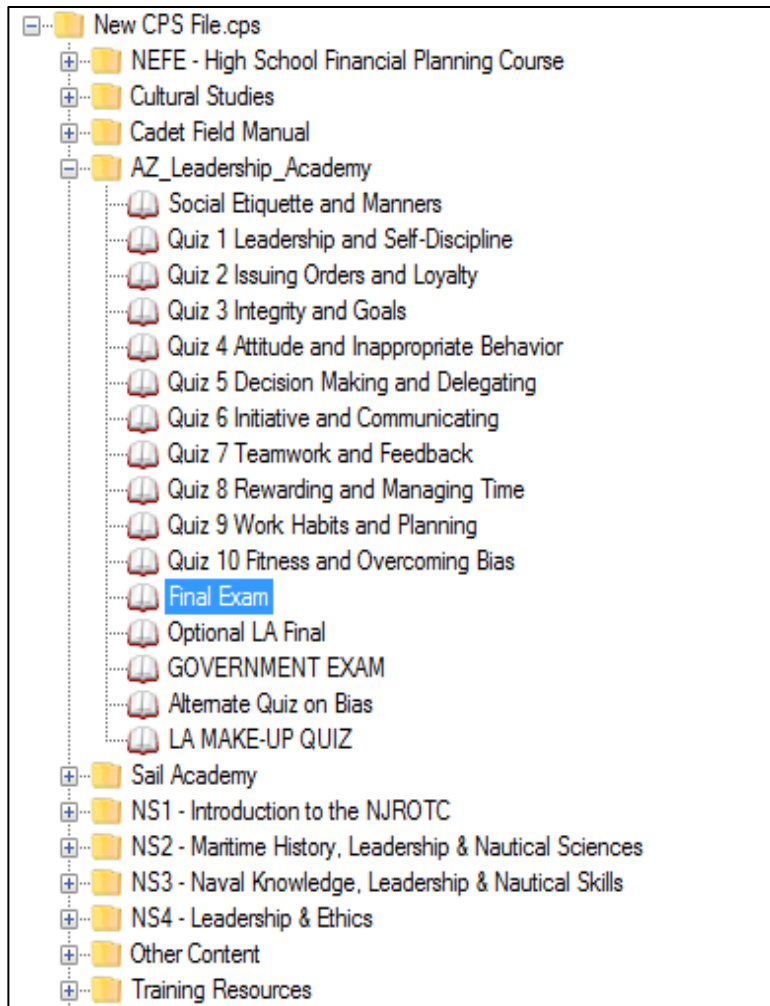 New CPS File.cps
NEFE - High School Financial Planning Course
Cultural Studies
Cadet Field Manual
AZ_Leadership_Academy
Social Etiquette and Manners
Quiz 1 Leadership and Self-Discipline
Quiz 2 Issuing Orders and Loyalty
Quiz 3 Integrity and Goals
Quiz 4 Attitude and Inappropriate Behavior
Quiz 5 Decision Making and Delegating
Quiz 6 Initiative and Communicating
Quiz 7 Teamwork and Feedback
Quiz 8 Rewarding and Managing Time
Quiz 9 Work Habits and Planning
Quiz 10 Fitness and Overcoming Bias
Final Exam
Optional LA Final
GOVERNMENT EXAM
Alternate Quiz on Bias
LA MAKE-UP QUIZ
Sail Academy
NS1 - Introduction to the NJROTC
NS2 - Maritime History, Leadership & Nautical Sciences
NS3 - Naval Knowledge, Leadership & Nautical Skills
NS4 - Leadership & Ethics
Other Content
Training Resources